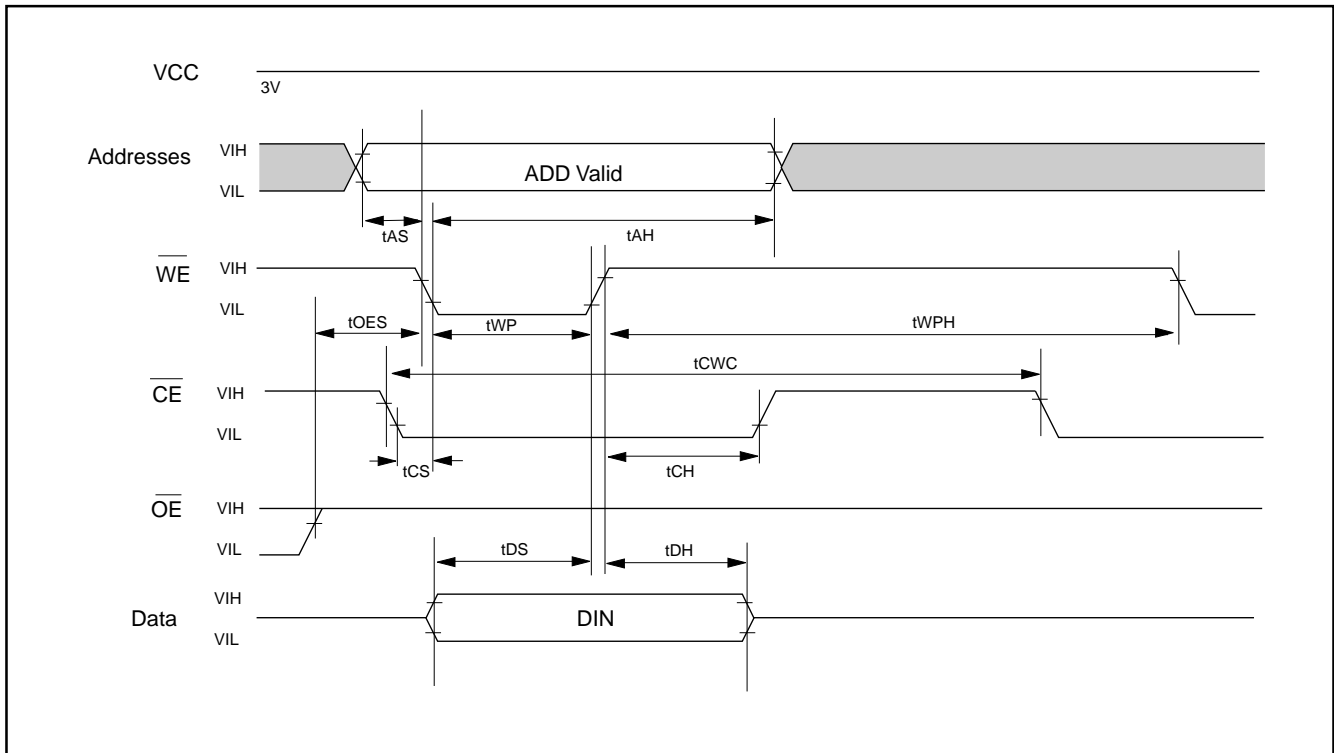 VCC
3V
Addresses
VIH
VIL
ADD Valid
tAS
tAH
WE
VIH
VIL
tOES
tWP
tWPH
tCWC
CE
VIH
VIL
tCS
tCH
OE
VIH
VIL
tDS
tDH
Data
VIH
VIL
DIN